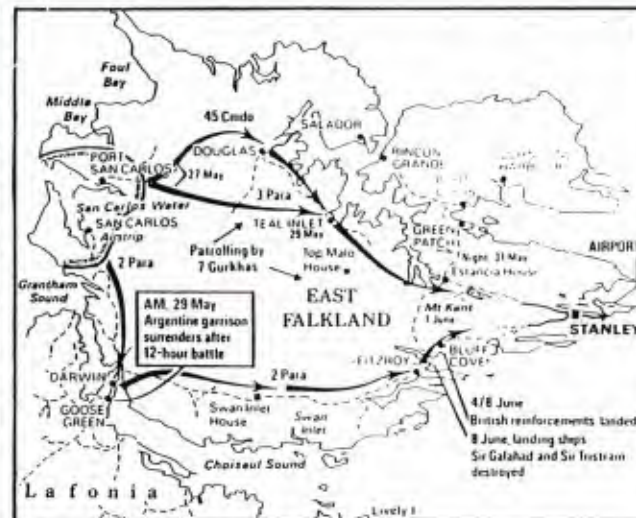 Foul
Bay
Middle
Bay
45 Cmdo
DOUGLAS
SALADOR
RINCON
GRANDE
PORT
SAN CARLOS
27 May
3 Para
San Carlos Water
SAN CARLOS
Airstrip
TEAL INLET
29 May
GREEN
PATCH
Night, 31 May
AIRPORT
Patrolling by
7 Gurkhas
Top Malo
House
Estancia House
2 Para
Grantham
Sound
EAST
FALKLAND
Mt Kent
1 June
STANLEY
A.M. 29 May
Argentine garrison
surrenders after
12-hour battle
FITZROY
BLUFF
COVE
DARWIN
2 Para
GOOSE
GREEN
Swan Inlet
House
Swan
Inlet
4/8 June
British reinforcements landed
8 June, landing ships
Sir Galahad and Sir Tristram
destroyed
Choiseul Sound
Lafonia
Lively I